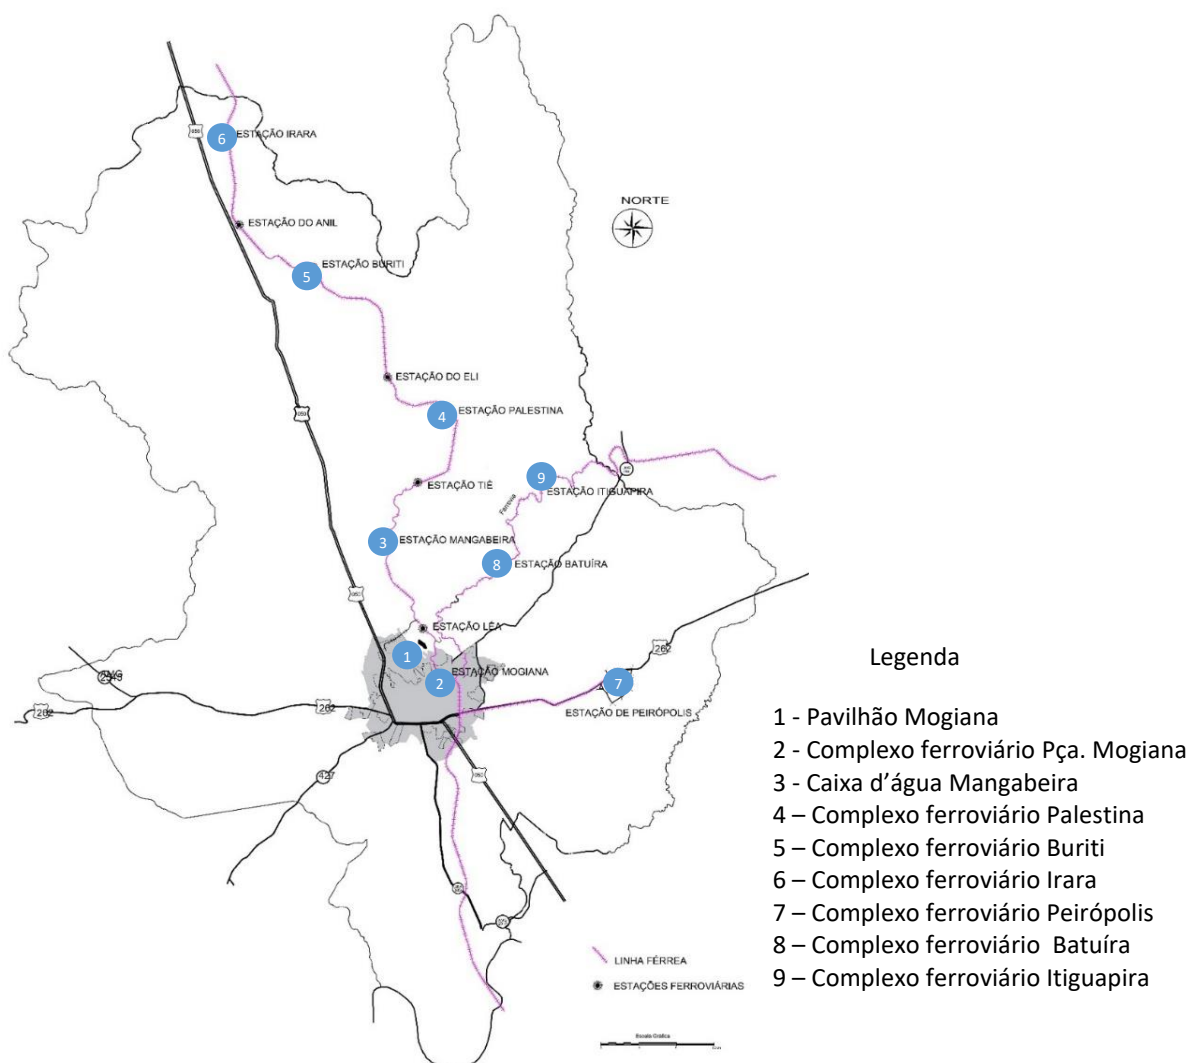 6
ESTAÇÃO IRARA
050
ESTAÇÃO DO ANIL
NORTE
5
ESTAÇÃO BURITI
ESTAÇÃO DO ELI
4
ESTAÇÃO PALESTINA
050
9
ESTAÇÃO ITIGUAPIRA
ESTAÇÃO TIÊ
Ferrovia
3
ESTAÇÃO MANGABEIRA
8
ESTAÇÃO BATUÍRA
050
ESTAÇÃO LÉA
1
2
ESTAÇÃO MOGIANA
7
262
ESTAÇÃO DE PEIRÓPOLIS
262
262
427
050
Legenda
1 - Pavilhão Mogiana
2 - Complexo ferroviário Pça. Mogiana
3 - Caixa d’água Mangabeira
4 – Complexo ferroviário Palestina
5 – Complexo ferroviário Buriti
6 – Complexo ferroviário Irara
7 – Complexo ferroviário Peirópolis
8 – Complexo ferroviário Batuíra
9 – Complexo ferroviário Itiguapira
LINHA FÉRREA
ESTAÇÕES FERROVIÁRIAS
Escala Gráfica